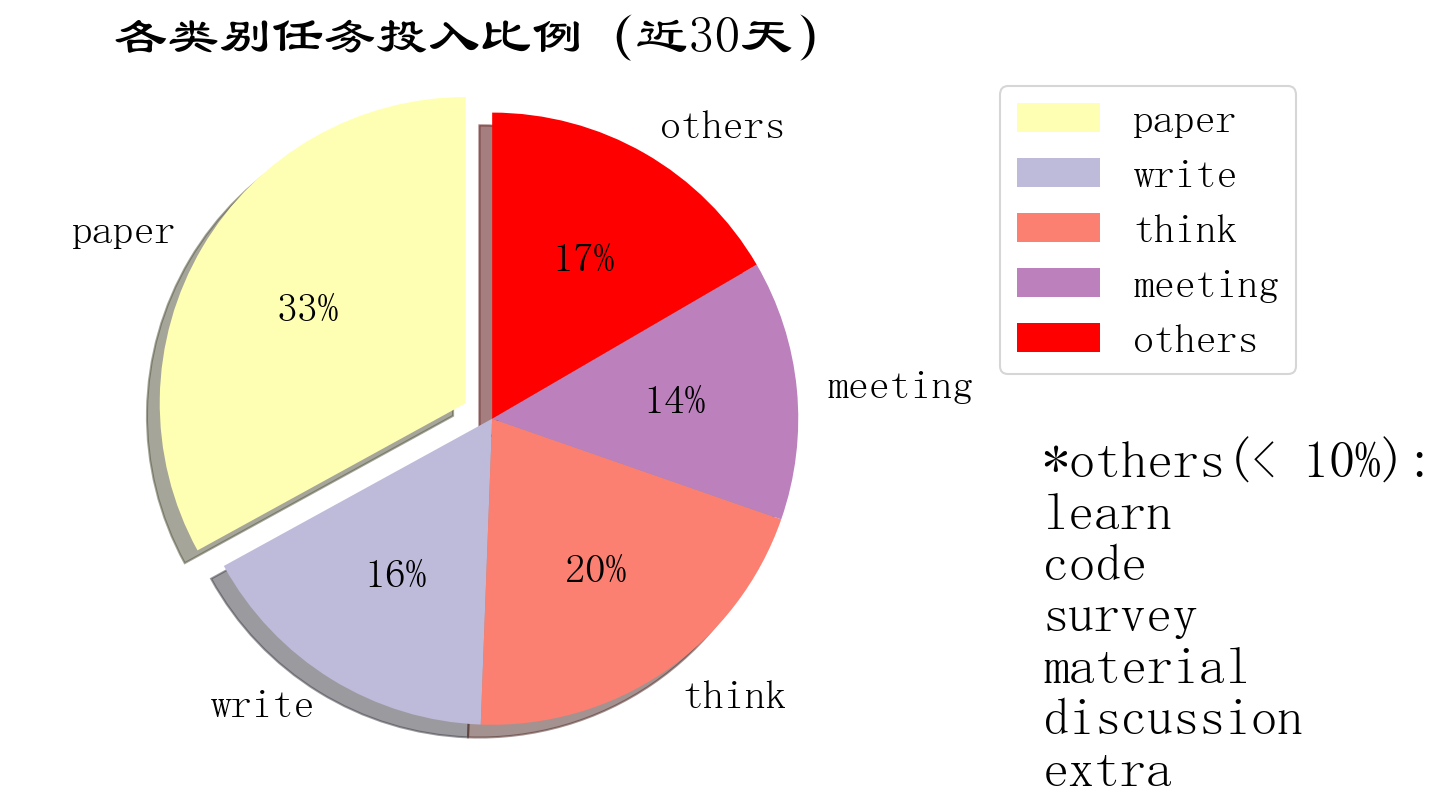 各类别任务投入比例 (近30天)
others
paper
17%
33%
meeting
14%
16%
20%
write
think
paper
write
think
meeting
others
*others(< 10%):
learn
code
survey
material
discussion
extra